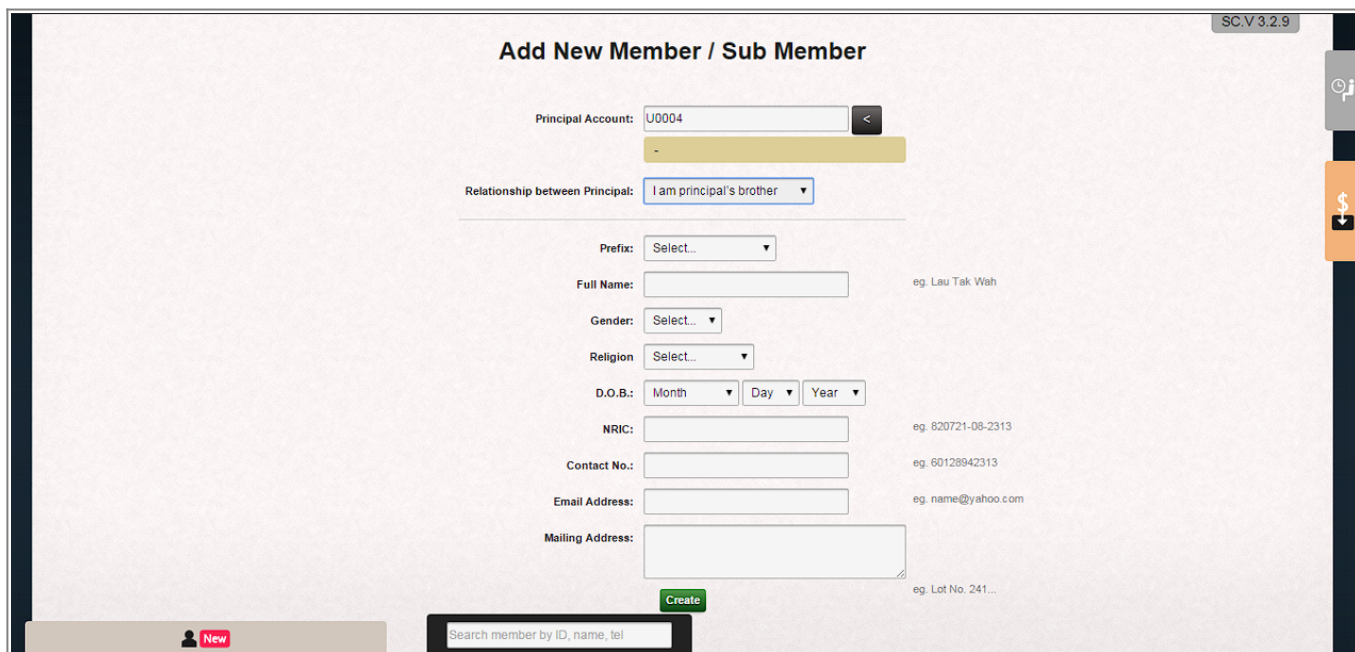 SC.V 3.2.9
Add New Member / Sub Member
Principal Account: U0004 <
-
Relationship between Principal: I am principal's brother
Prefix: Select...
Full Name: eg. Lau Tak Wah
Gender: Select...
Religion Select...
D.O.B.: Month Day Year
NRIC: eg. 820721-08-2313
Contact No.: eg. 60128942313
Email Address: eg. name@yahoo.com
Mailing Address:
eg. Lot No. 241...
Create
New
Search member by ID, name, tel
$